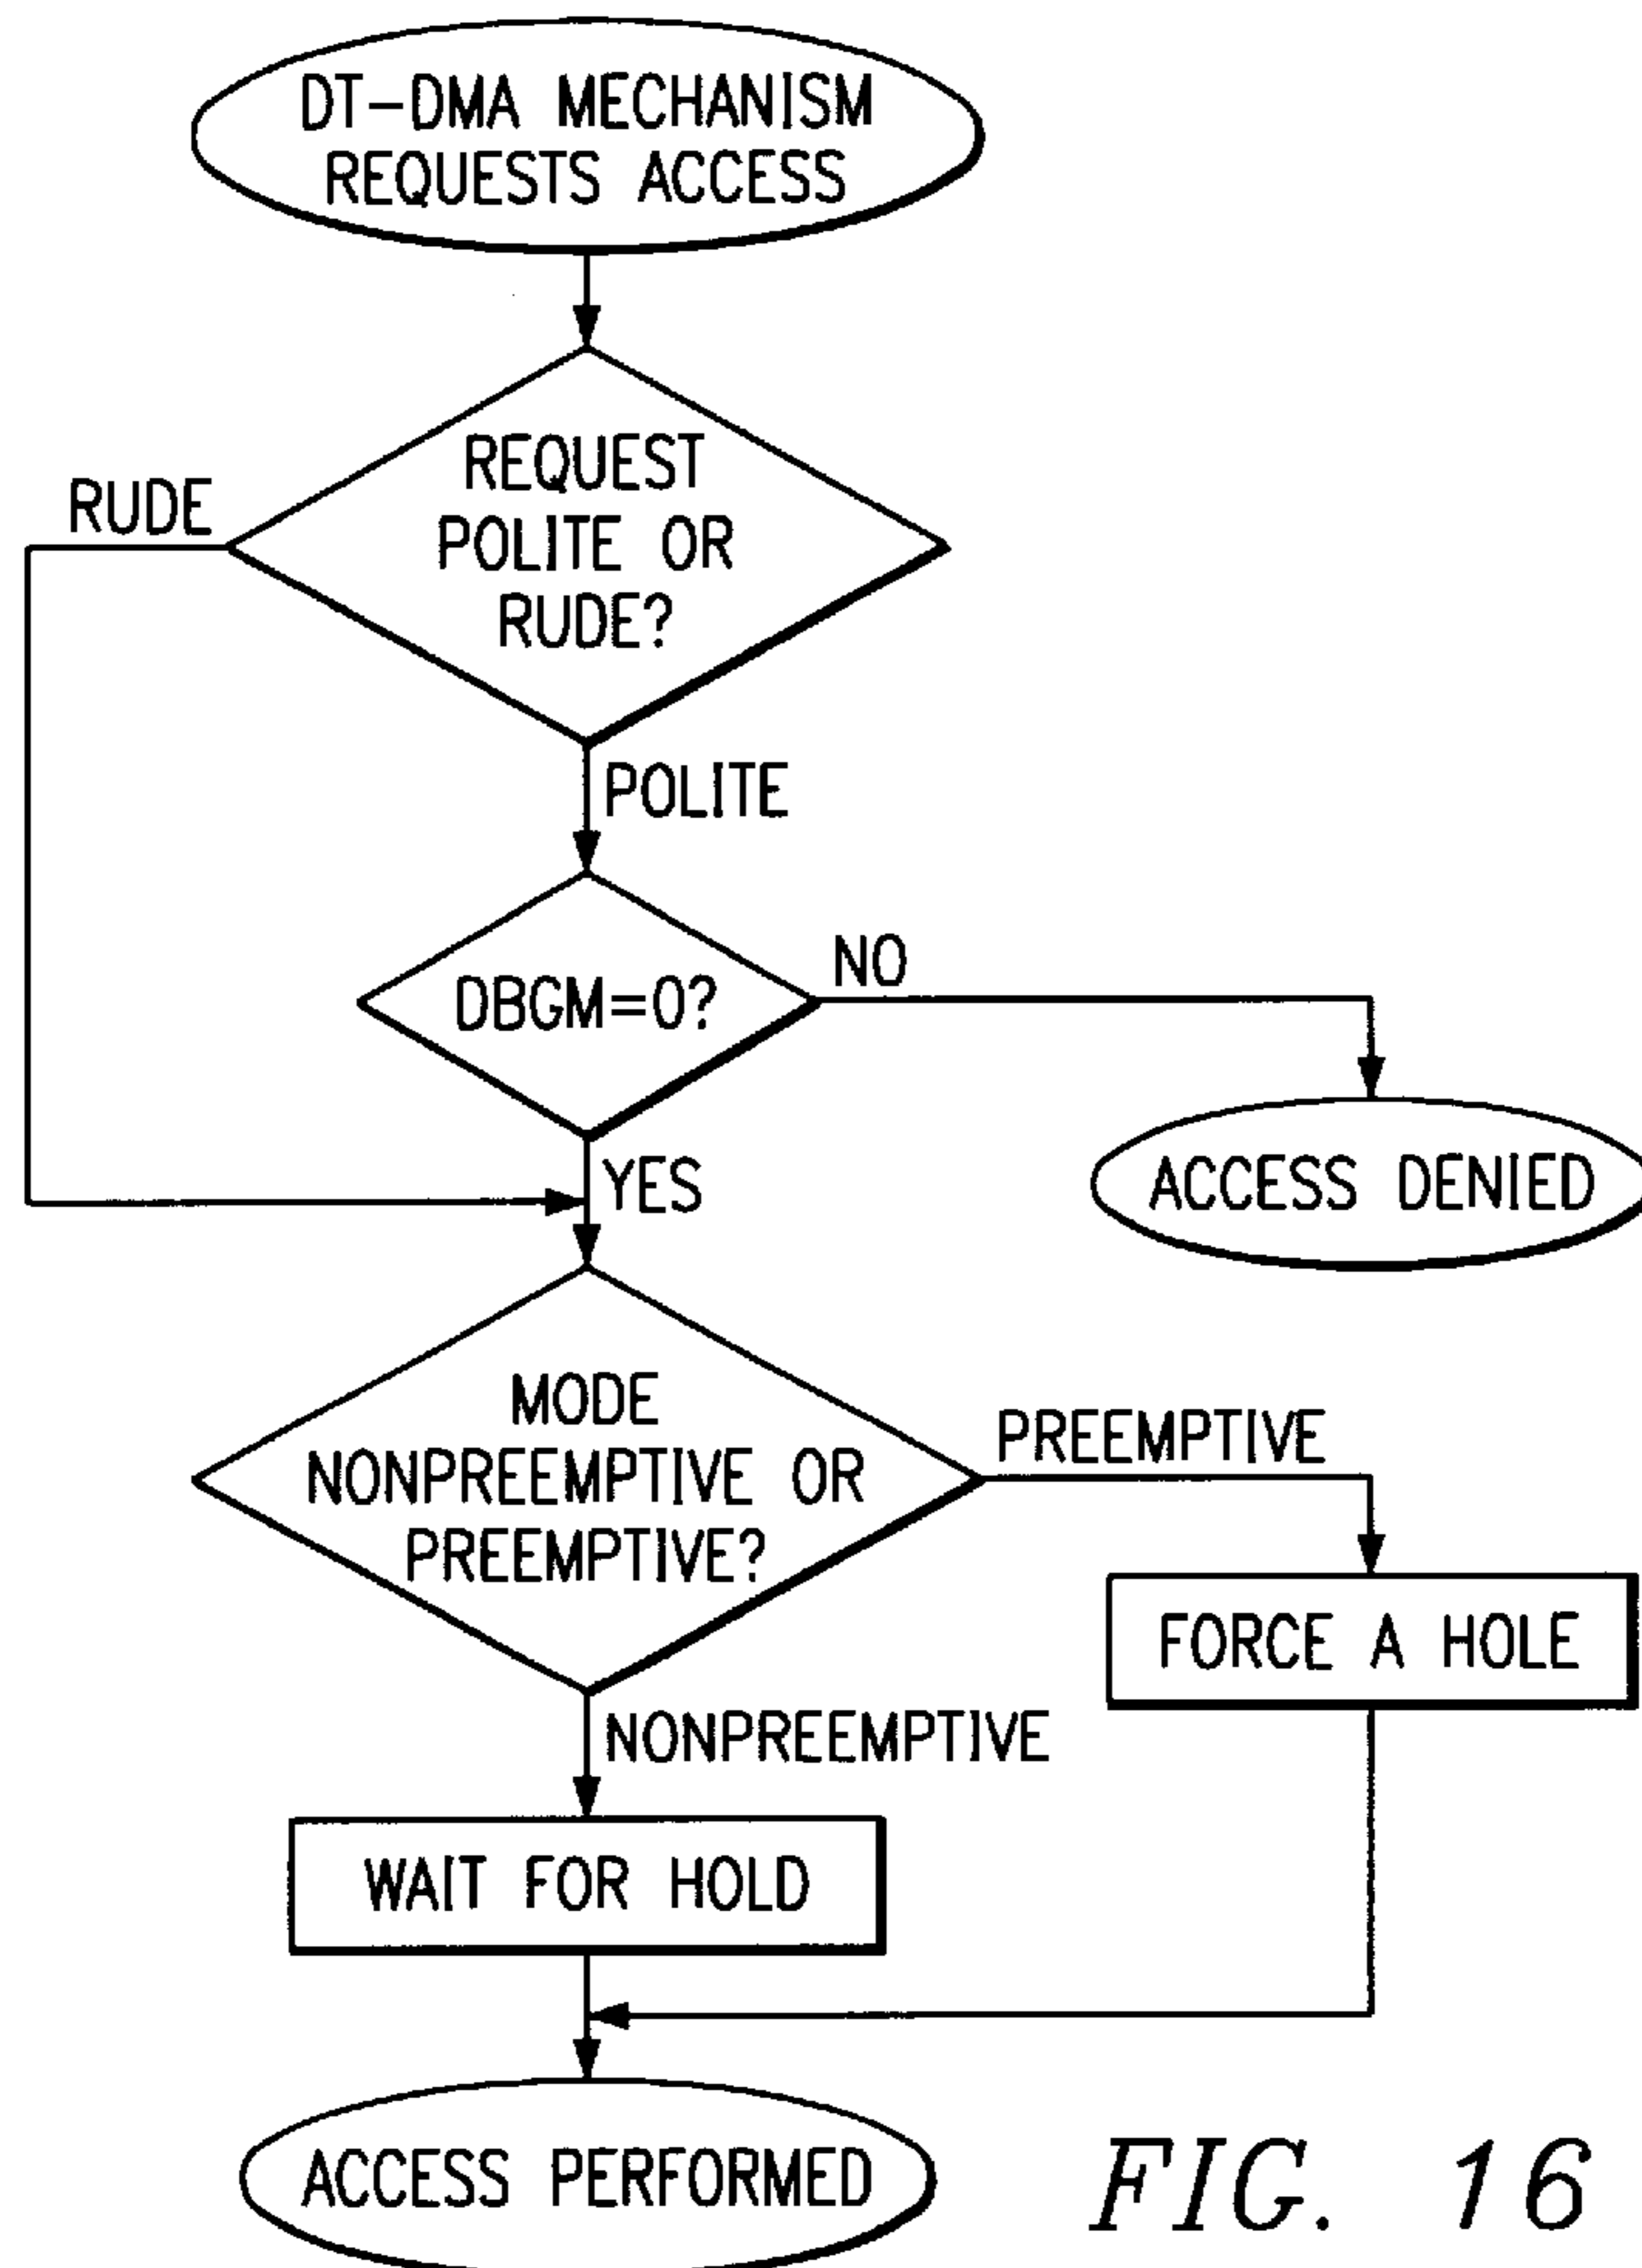 DT-DMA MECHANISM
REQUESTS ACCESS
REQUEST
POLITE OR
RUDE?
RUDE
POLITE
DBGM=0?
NO
YES
ACCESS DENIED
MODE
NONPREEMPTIVE OR
PREEMPTIVE?
PREEMPTIVE
FORCE A HOLE
NONPREEMPTIVE
WAIT FOR HOLD
ACCESS PERFORMED
FIG. 16